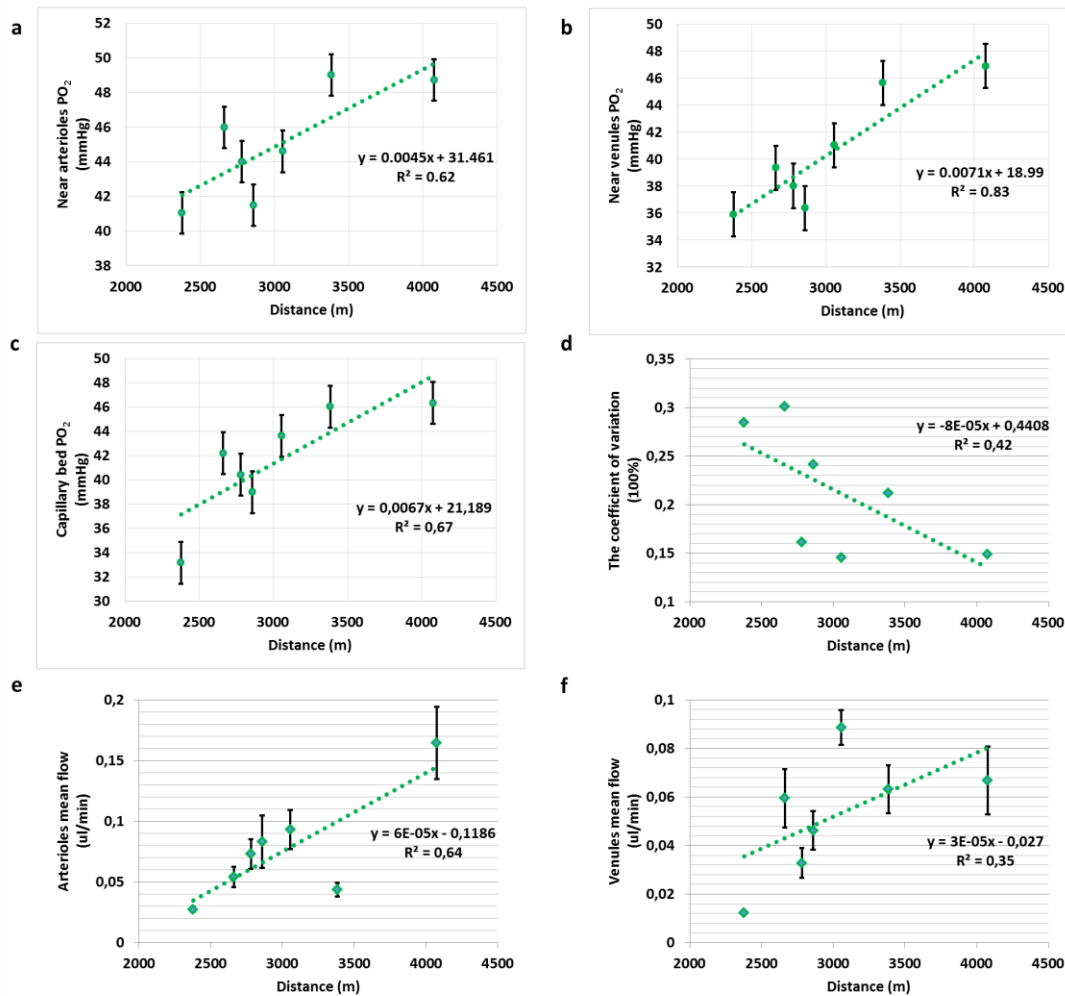 a
Near arterioles PO2
(mmHg)
52
50
48
46
44
42
40
38
y = 0.0045x + 31.461
R² = 0.62
2000 2500 3000 3500 4000 4500
Distance (m)
b
Near venules PO2
(mmHg)
50
48
46
44
42
40
38
36
34
32
y = 0.0071x + 18.99
R² = 0.83
2000 2500 3000 3500 4000 4500
Distance (m)
c
Capillary bed PO2
(mmHg)
50
48
46
44
42
40
38
36
34
32
30
y = 0,0067x + 21,189
R² = 0,67
2000 2500 3000 3500 4000 4500
Distance (m)
d
The coefficient of variation
(100%)
0,35
0,3
0,25
0,2
0,15
0,1
y = -8E-05x + 0,4408
R² = 0,42
2000 2500 3000 3500 4000 4500
Distance (m)
e
Arterioles mean flow
(ul/min)
0,2
0,15
0,1
0,05
0
y = 6E-05x - 0,1186
R² = 0,64
2000 2500 3000 3500 4000 4500
Distance (m)
f
Venules mean flow
(ul/min)
0,1
0,08
0,06
0,04
0,02
0
y = 3E-05x - 0,027
R² = 0,35
2000 2500 3000 3500 4000 4500
Distance (m)